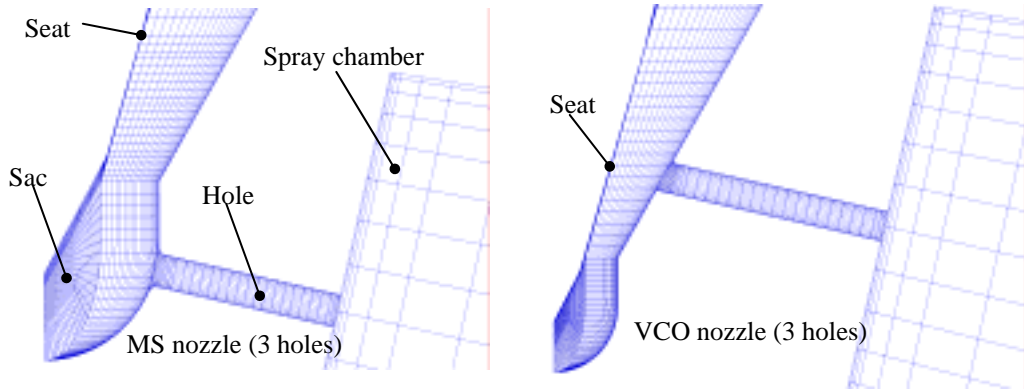 Seat
Spray chamber
Sac
Hole
MS nozzle (3 holes)
Seat
VCO nozzle (3 holes)